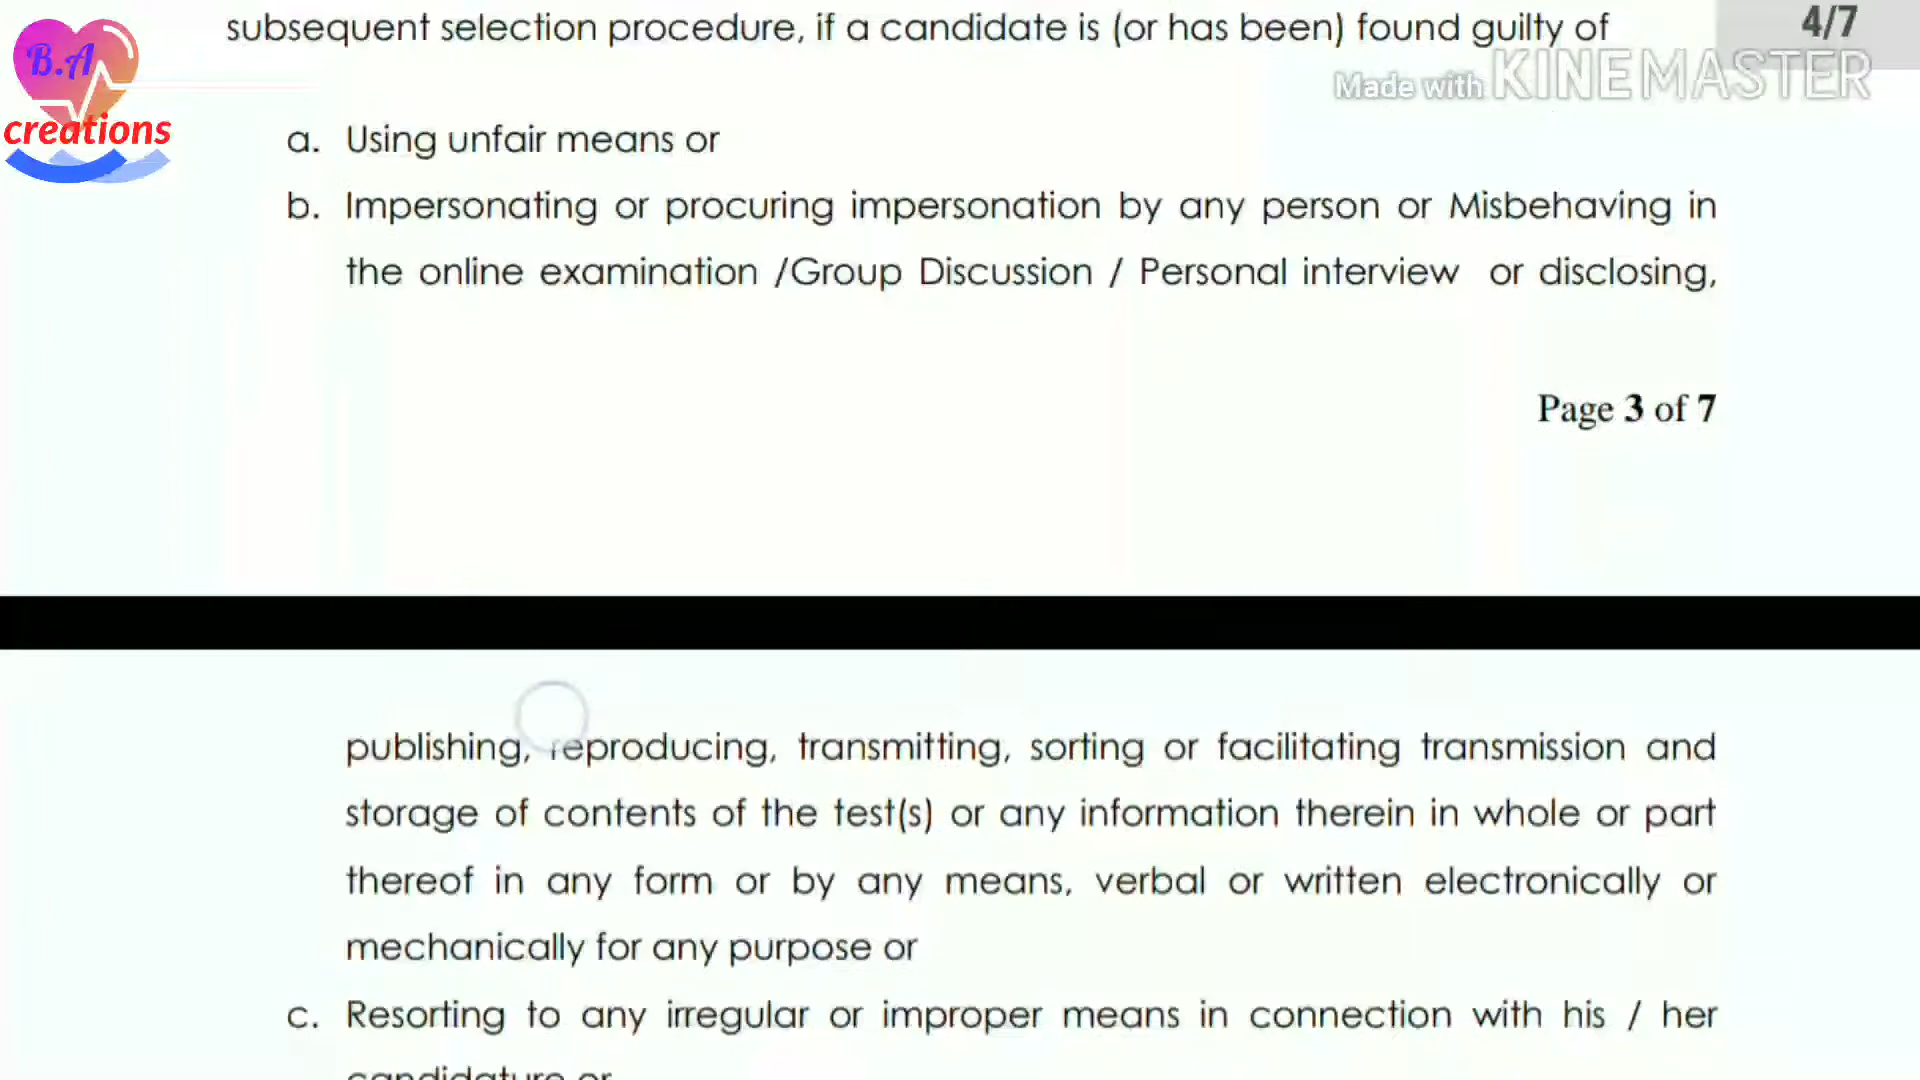 subsequent selection procedure, if a candidate is (or has been) found guilty of
4/7
Made with KINEMASTER
B.A
creations
a. Using unfair means or
b. Impersonating or procuring impersonation by any person or Misbehaving in
the online examination /Group Discussion / Personal interview or disclosing,
Page 3 of 7
publishing, reproducing, transmitting, sorting or facilitating transmission and
storage of contents of the test(s) or any information therein in whole or part
thereof in any form or by any means, verbal or written electronically or
mechanically for any purpose or
c. Resorting to any irregular or improper means in connection with his / her
candidature or